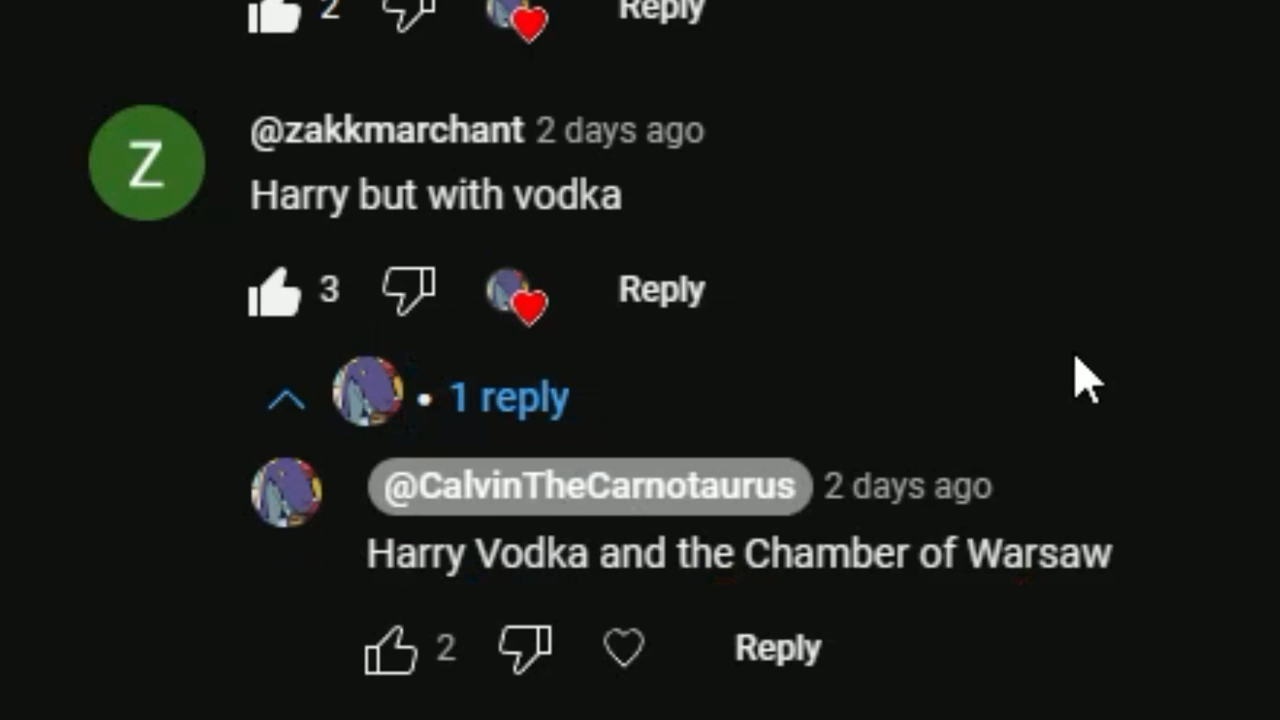 2 Reply
Z
@zakkmarchant 2 days ago
Harry but with vodka
3 Reply
1 reply
@CalvinTheCarnotaurus 2 days ago
Harry Vodka and the Chamber of Warsaw
2 Reply